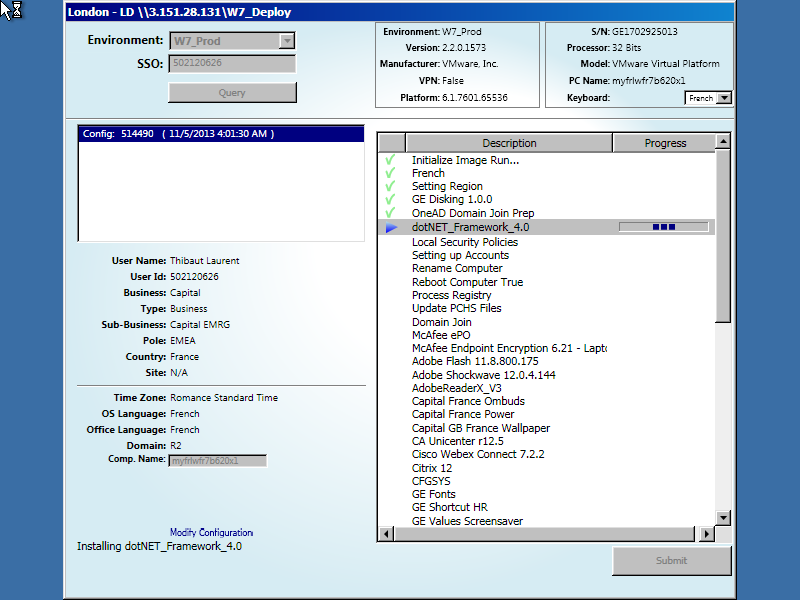 London - LD \\3.151.28.131\W7_Deploy
Environment: W7_Prod
SSO: 502120626
Query
Environment: W7_Prod
Version: 2.2.0.1573
Manufacturer: VMware, Inc.
VPN: False
Platform: 6.1.7601.65536
S/N: GE1702925013
Processor: 32 Bits
Model: VMware Virtual Platform
PC Name: myfrlwfr7b620x1
Keyboard: French
Config: 514490 ( 11/5/2013 4:01:30 AM )
User Name: Thibaut Laurent
User Id: 502120626
Business: Capital
Type: Business
Sub-Business: Capital EMRG
Pole: EMEA
Country: France
Site: N/A
Time Zone: Romance Standard Time
OS Language: French
Office Language: French
Domain: R2
Comp. Name: myfrlwfr7b620x1
Modify Configuration
Installing dotNET_Framework_4.0
Description Progress
Initialize Image Run...
French
Setting Region
GE Disking 1.0.0
OneAD Domain Join Prep
dotNET_Framework_4.0
Local Security Policies
Setting up Accounts
Rename Computer
Reboot Computer True
Process Registry
Update PCHS Files
Domain Join
McAfee ePO
McAfee Endpoint Encryption 6.21 - Lapto
Adobe Flash 11.8.800.175
Adobe Shockwave 12.0.4.144
AdobeReaderX_V3
Capital France Ombuds
Capital France Power
Capital GB France Wallpaper
CA Unicenter r12.5
Cisco Webex Connect 7.2.2
Citrix 12
CFGSYS
GE Fonts
GE Shortcut HR
GE Values Screensaver
Submit